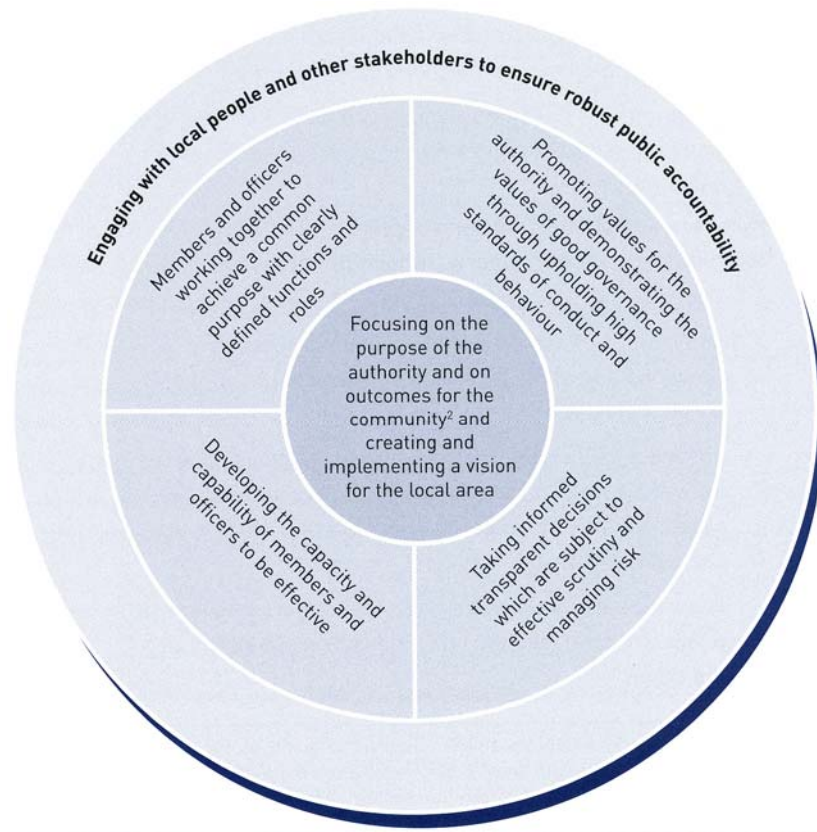 Engaging with local people and other stakeholders to ensure robust public accountability
Members and officers
working together to
achieve a common
purpose with clearly
defined functions and
roles
Promoting values for the
authority and demonstrating the
values of good governance
through upholding high
standards of conduct and
behaviour
Focusing on the
purpose of the
authority and on
outcomes for the
community² and
creating and
implementing a vision
for the local area
Developing the capacity and
capability of members and
officers to be effective
Taking informed
transparent decisions
which are subject to
effective scrutiny and
managing risk